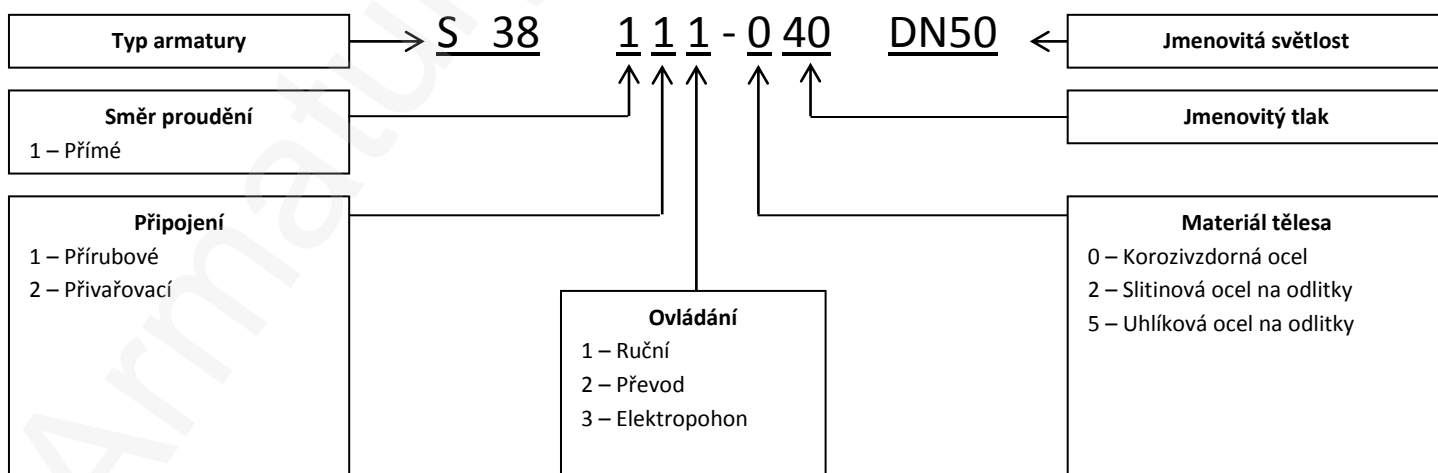 Typ armatury
S 38 1 1 1 - 0 40 DN50
Jmenovitá světlost
Směr proudění
1 – Přímé
Jmenovitý tlak
Připojení
1 – Přírubové
2 – Přivařovací
Ovládání
1 – Ruční
2 – Převod
3 – Elektropohon
Materiál tělesa
0 – Korozivzdorná ocel
2 – Slitinová ocel na odlitky
5 – Uhlíková ocel na odlitky
Armatu